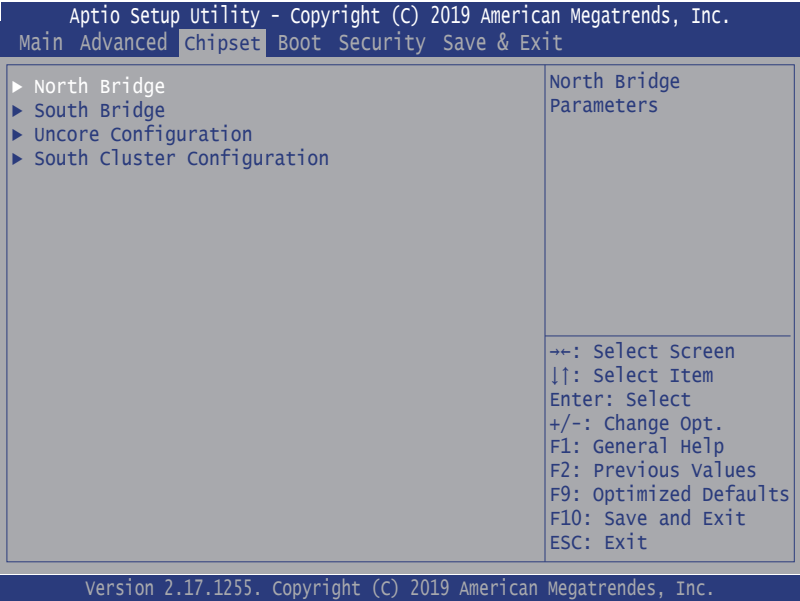 Aptio Setup Utility - Copyright (C) 2019 American Megatrends, Inc.
Main Advanced Chipset Boot Security Save & Exit
▶ North Bridge
▶ South Bridge
▶ Uncore Configuration
▶ South Cluster Configuration
North Bridge
Parameters
→←: Select Screen
↓↑: Select Item
Enter: Select
+/-: Change Opt.
F1: General Help
F2: Previous Values
F9: Optimized Defaults
F10: Save and Exit
ESC: Exit
Version 2.17.1255. Copyright (C) 2019 American Megatrendes, Inc.